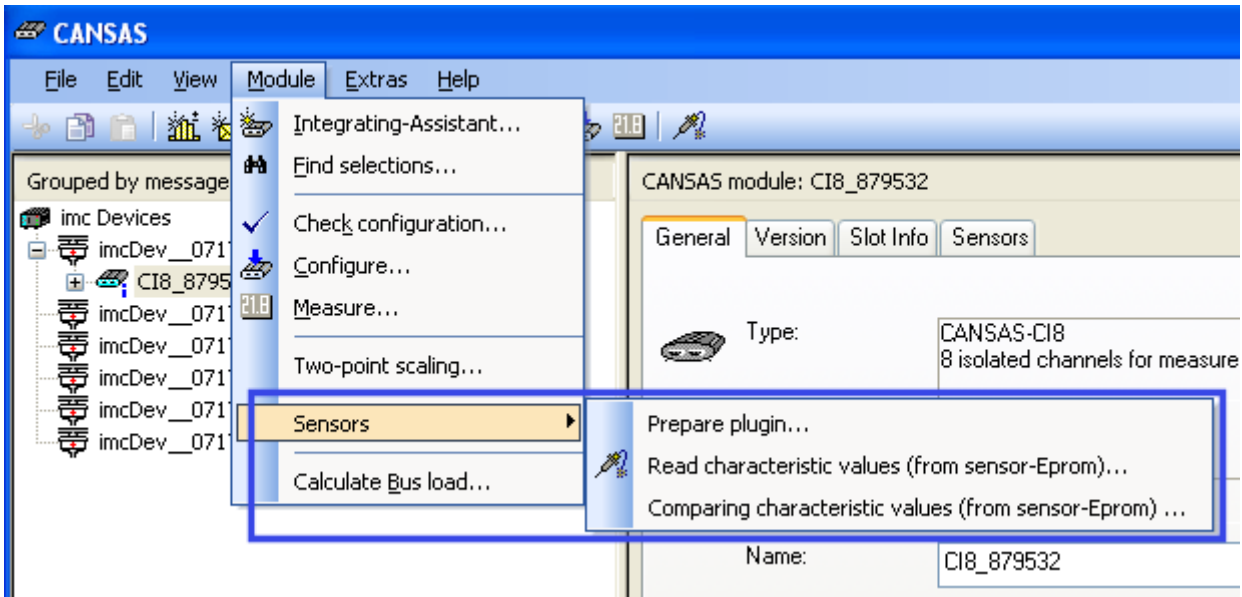 CANSAS
File Edit View Module Extras Help
21.8
Grouped by message
imc Devices
imcDev__071
CI8_8795
imcDev__071
imcDev__071
imcDev__071
imcDev__071
imcDev__071
Integrating-Assistant...
Find selections...
Check configuration...
Configure...
21.8 Measure...
Two-point scaling...
Sensors
Calculate Bus load...
Prepare plugin...
Read characteristic values (from sensor-Eprom)...
Comparing characteristic values (from sensor-Eprom) ...
CANSAS module: CI8_879532
General Version Slot Info Sensors
Type: CANSAS-CI8
8 isolated channels for measure
Name: CI8_879532